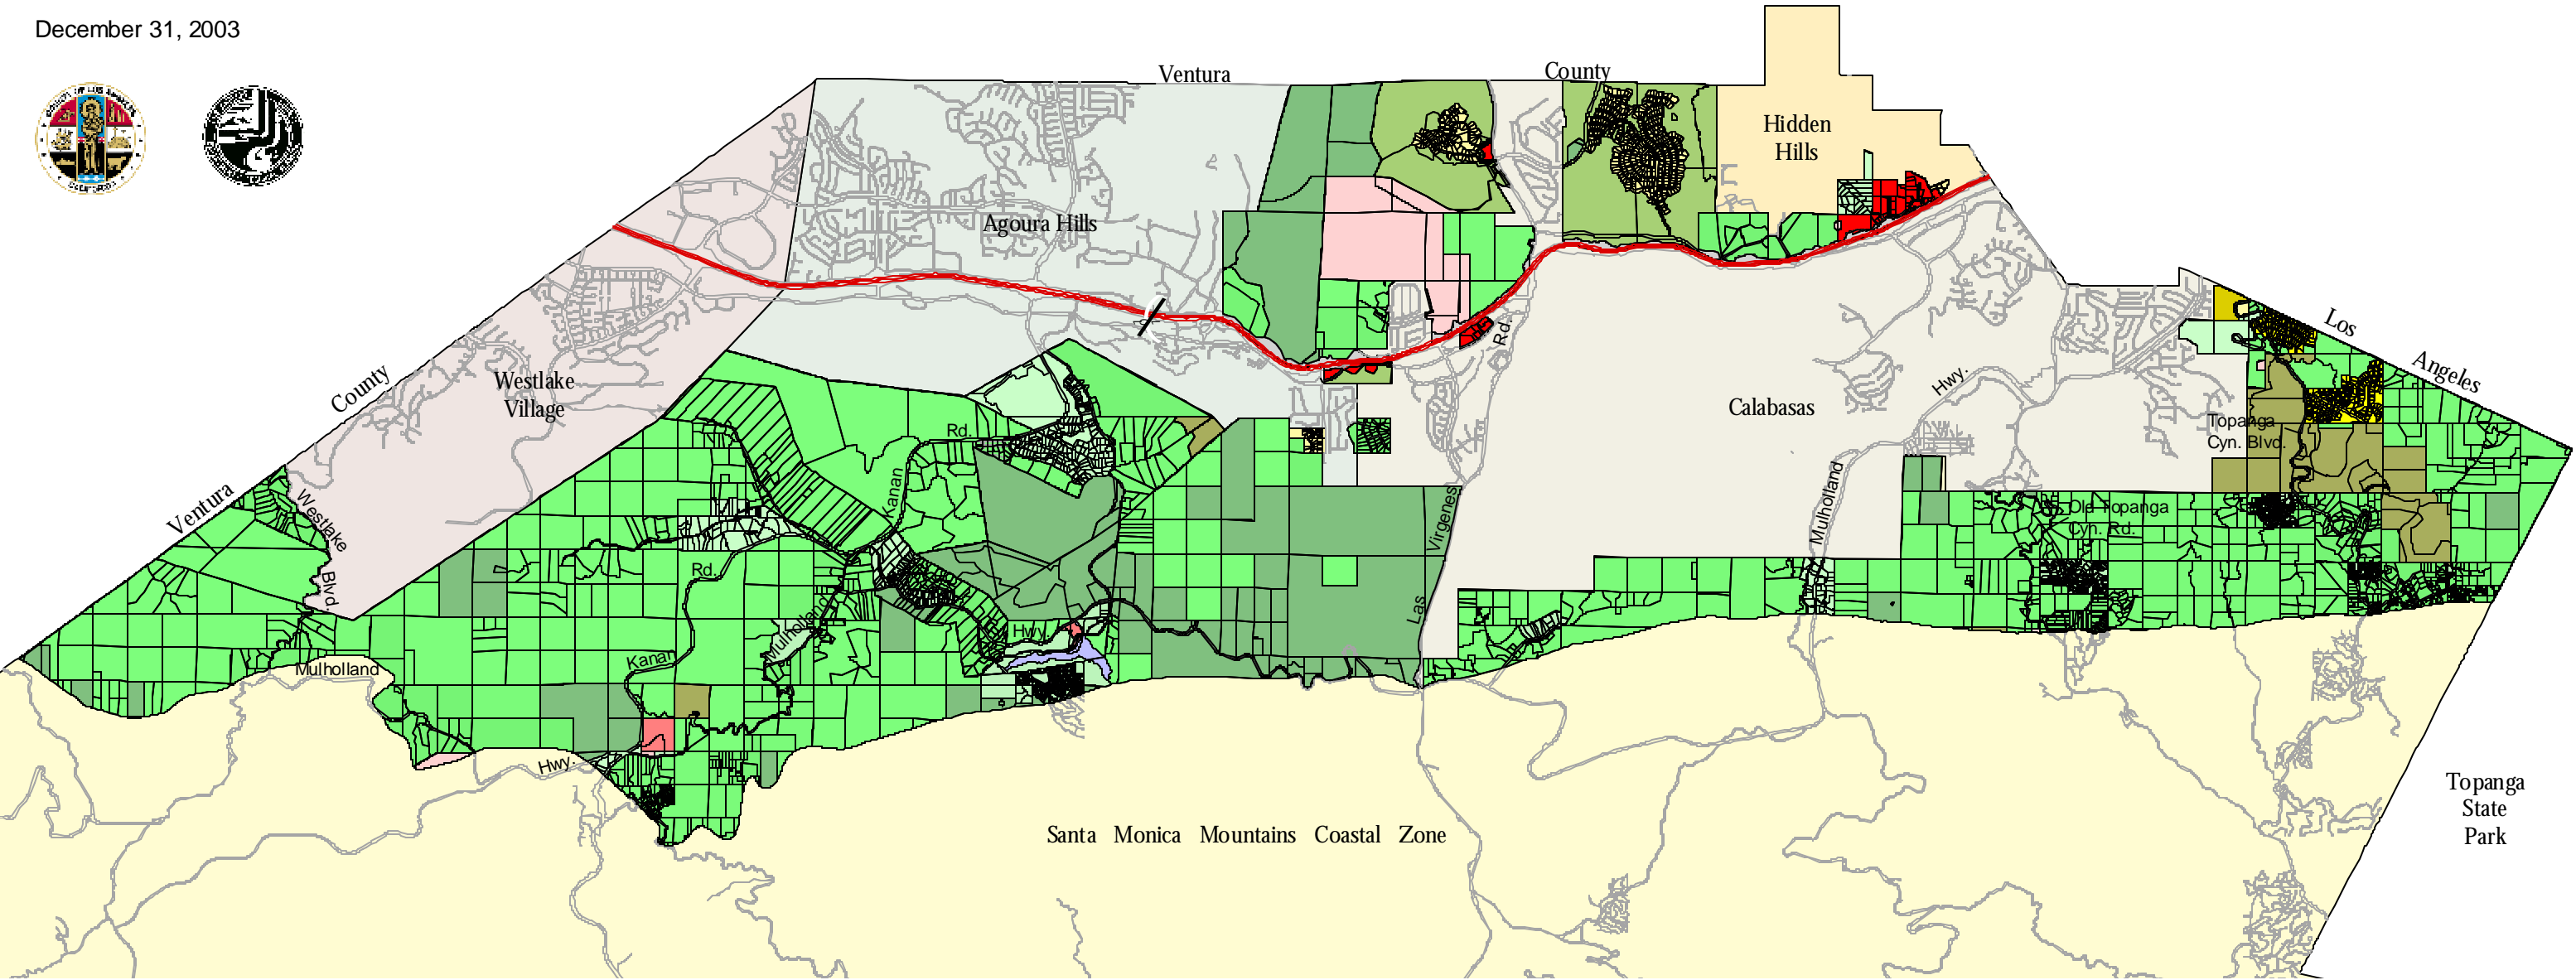 December 31, 2003
Ventura
County
Hidden
Hills
Agoura Hills
Rd.
Los
Angeles
County
Westlake
Village
Hwy.
Calabasas
Topanga
Cyn. Blvd.
Rd.
Kanan
Ventura
Westlake
Blvd.
Las
Virgenes
Mulholland
Old Topanga
Cyn. Rd.
Rd.
Mulholland
Hwy.
Kanan
Mulholland
Hwy.
Topanga
State
Park
Santa Monica Mountains Coastal Zone